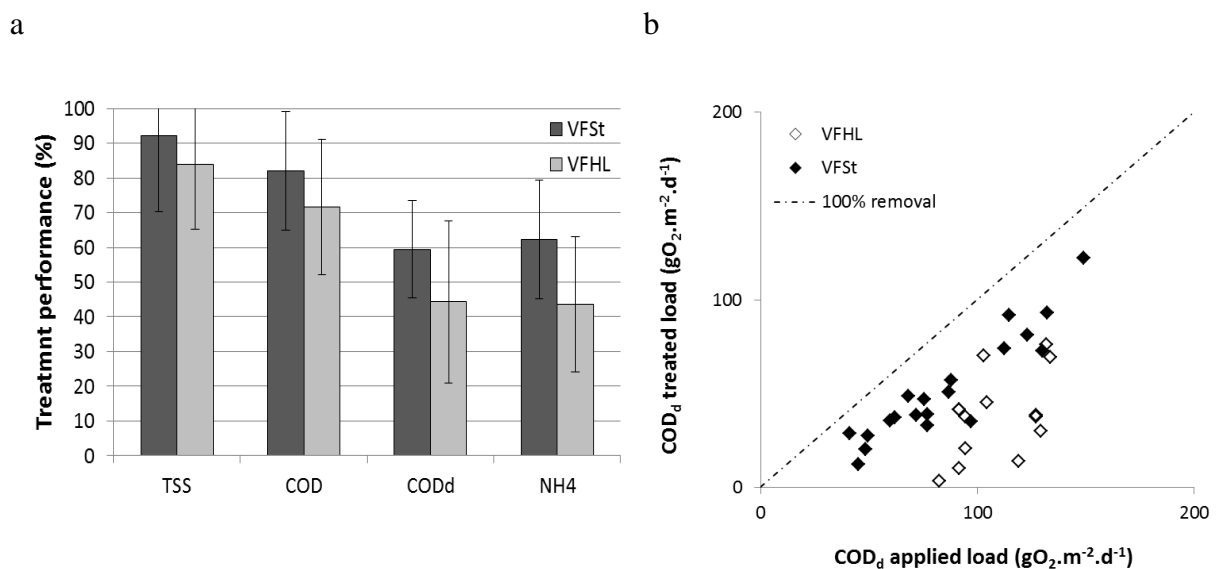 a
b
100
90
80
70
60
50
40
30
20
10
0
Treatmnt performance (%)
VFSt
VFHL
TSS COD CODd NH4
200
100
0
COD_d treated load (gO₂.m⁻².d⁻¹)
VFHL
VFSt
100% removal
0 100 200
COD_d applied load (gO₂.m⁻².d⁻¹)